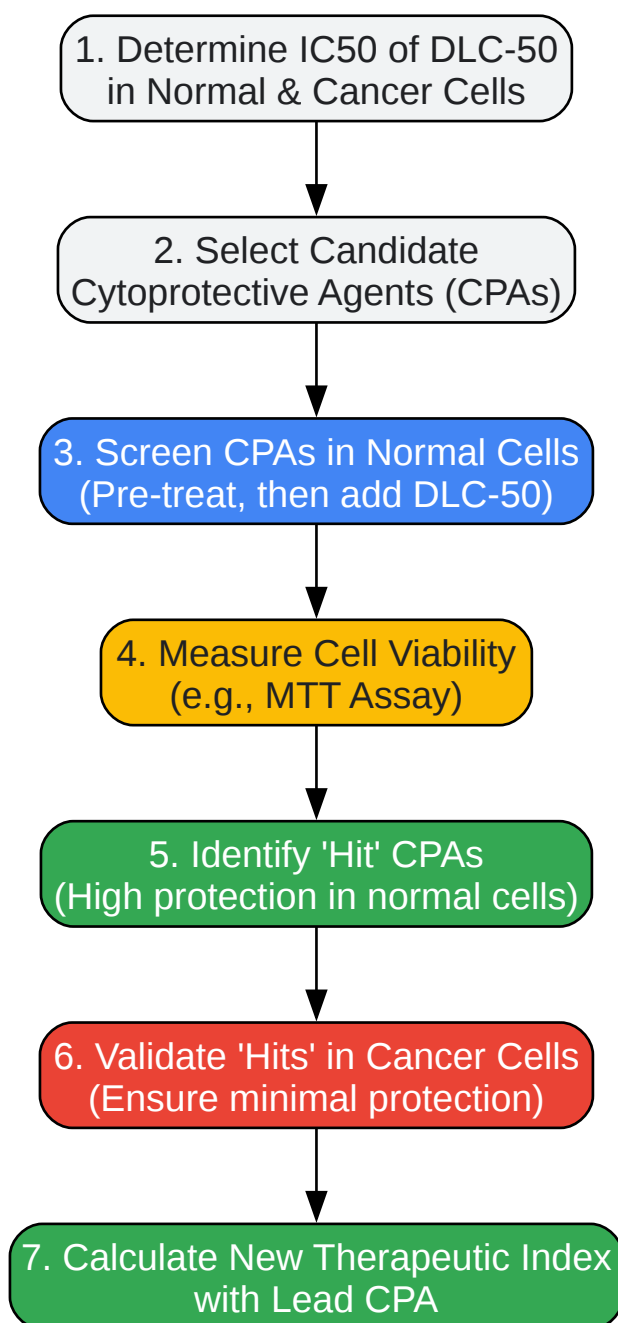 1. Determine IC50 of DLC-50
in Normal & Cancer Cells
2. Select Candidate
Cytoprotective Agents (CPAs)
3. Screen CPAs in Normal Cells
(Pre-treat, then add DLC-50)
4. Measure Cell Viability
(e.g., MTT Assay)
5. Identify 'Hit' CPAs
(High protection in normal cells)
6. Validate 'Hits' in Cancer Cells
(Ensure minimal protection)
7. Calculate New Therapeutic Index
with Lead CPA